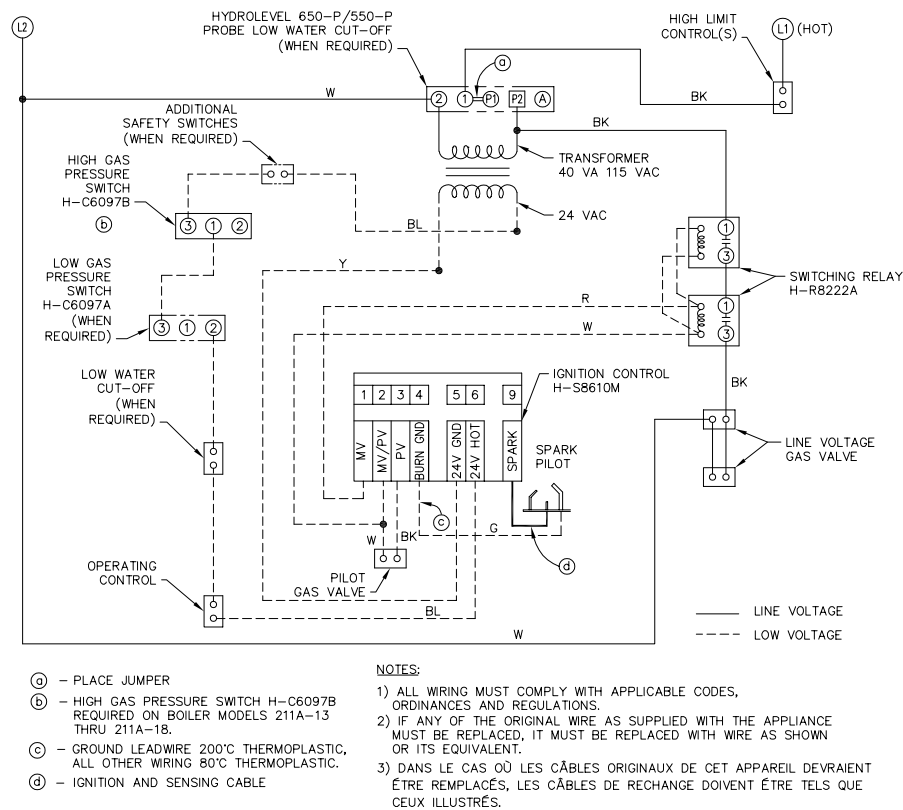 L2
HYDROLEVEL 650-P/550-P
PROBE LOW WATER CUT-OFF
(WHEN REQUIRED)
HIGH LIMIT
CONTROL(S)
L1 (HOT)
a
W
2 1 P1 P2 A
BK
BK
ADDITIONAL
SAFETY SWITCHES
(WHEN REQUIRED)
TRANSFORMER
40 VA 115 VAC
HIGH GAS
PRESSURE
SWITCH
H-C6097B
b
3 1 2
24 VAC
BL
1
3
LOW GAS
PRESSURE
SWITCH
H-C6097A
(WHEN
REQUIRED)
3 1 2
Y
SWITCHING RELAY
H-R8222A
R
1
W
3
LOW WATER
CUT-OFF
(WHEN
REQUIRED)
IGNITION CONTROL
H-S8610M
BK
1 2 3 4 5 6 9
MV
MV/PV
PV
BURN GND
24V GND
24V HOT
SPARK
SPARK
PILOT
LINE VOLTAGE
GAS VALVE
c
G
W
BK
d
OPERATING
CONTROL
PILOT
GAS VALVE
BL
LINE VOLTAGE
LOW VOLTAGE
W
a - PLACE JUMPER
b - HIGH GAS PRESSURE SWITCH H-C6097B
REQUIRED ON BOILER MODELS 211A-13
THRU 211A-18.
c - GROUND LEADWIRE 200°C THERMOPLASTIC,
ALL OTHER WIRING 80°C THERMOPLASTIC.
d - IGNITION AND SENSING CABLE
NOTES:
1) ALL WIRING MUST COMPLY WITH APPLICABLE CODES,
ORDINANCES AND REGULATIONS.
2) IF ANY OF THE ORIGINAL WIRE AS SUPPLIED WITH THE APPLIANCE
MUST BE REPLACED, IT MUST BE REPLACED WITH WIRE AS SHOWN
OR ITS EQUIVALENT.
3) DANS LE CAS OÙ LES CÂBLES ORIGINAUX DE CET APPAREIL DEVRAIENT
ÊTRE REMPLACÉS, LES CÂBLES DE RECHANGE DOIVENT ÊTRE TELS QUE
CEUX ILLUSTRÉS.